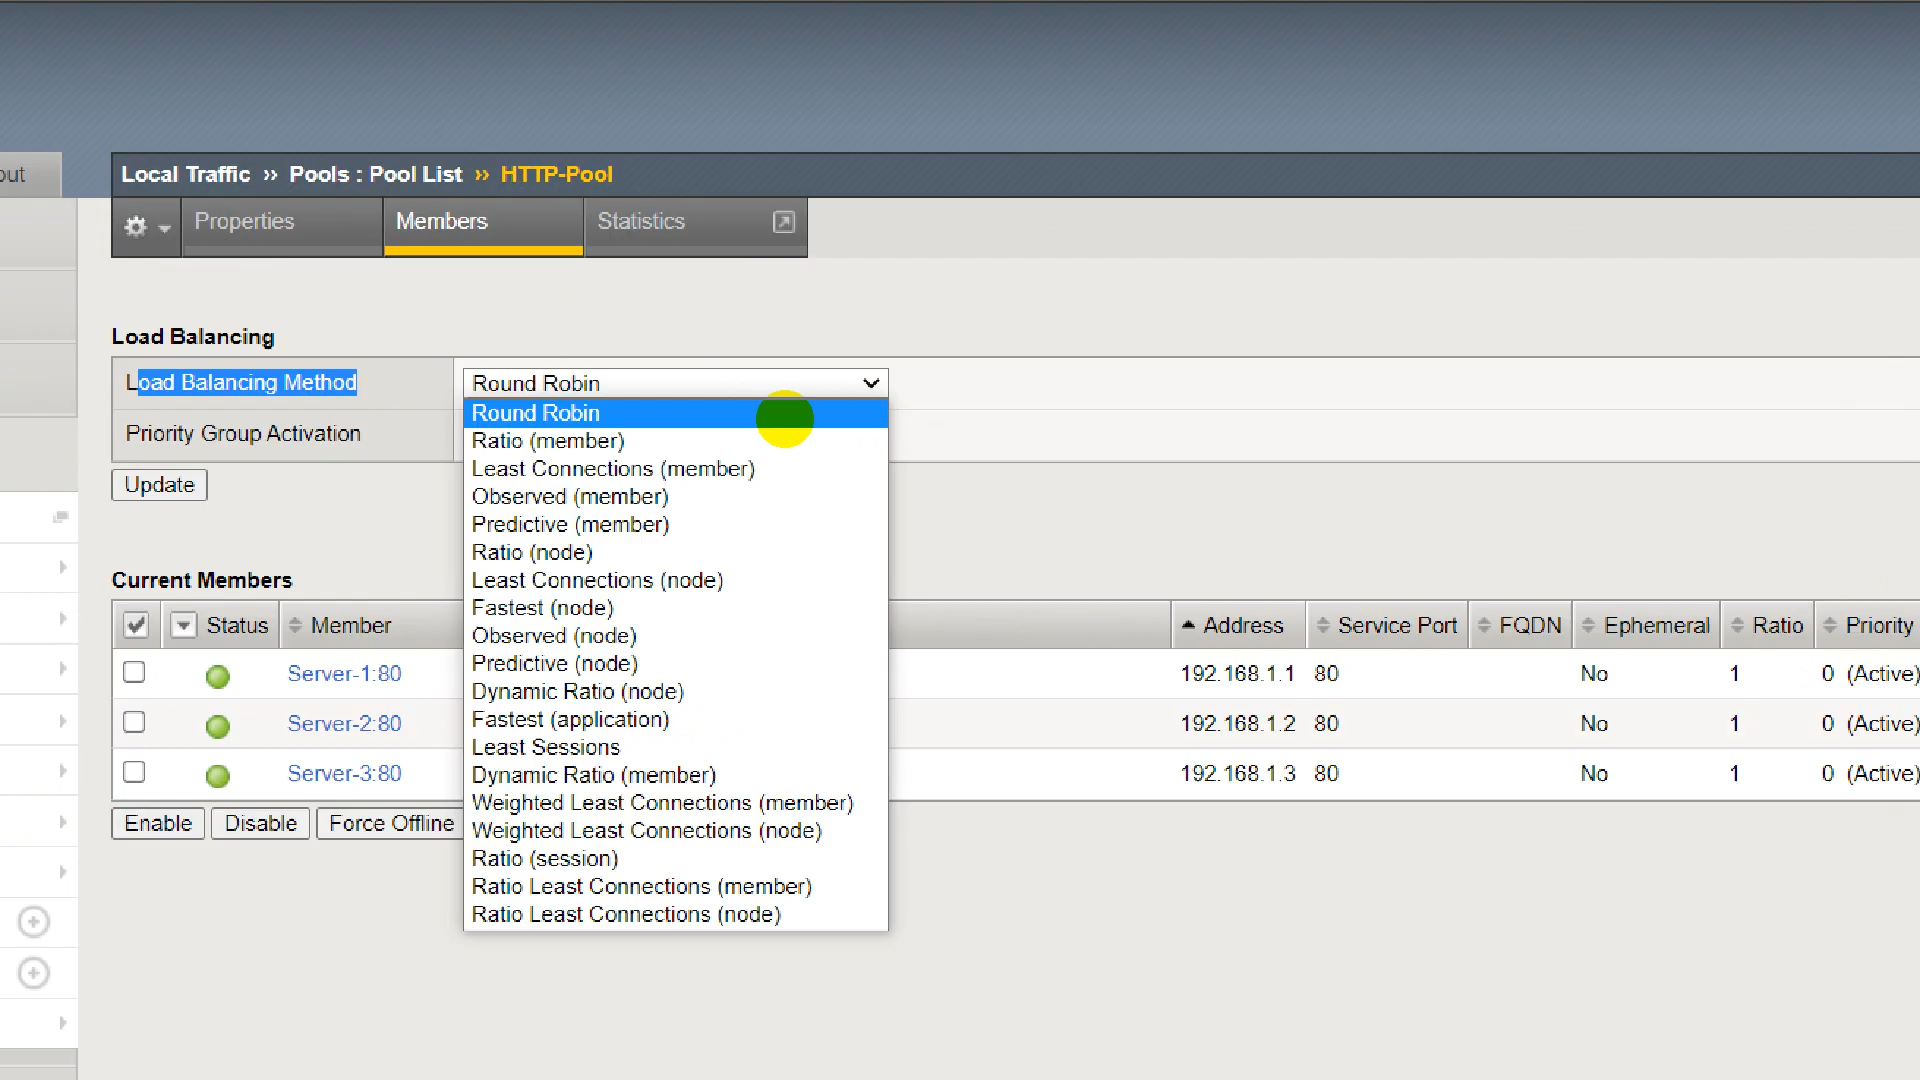 out
Local Traffic ›› Pools : Pool List ›› HTTP-Pool
Properties Members Statistics
Load Balancing
Load Balancing Method Round Robin
Round Robin
Priority Group Activation
Ratio (member)
Least Connections (member)
Update
Observed (member)
Predictive (member)
Ratio (node)
Least Connections (node)
Current Members
Fastest (node)
Status Member Address Service Port FQDN Ephemeral Ratio Priority
Observed (node)
Predictive (node)
Server-1:80 192.168.1.1 80 No 1 0 (Active)
Dynamic Ratio (node)
Fastest (application)
Server-2:80 192.168.1.2 80 No 1 0 (Active)
Least Sessions
Dynamic Ratio (member)
Server-3:80 192.168.1.3 80 No 1 0 (Active)
Weighted Least Connections (member)
Enable Disable Force Offline
Weighted Least Connections (node)
Ratio (session)
Ratio Least Connections (member)
Ratio Least Connections (node)